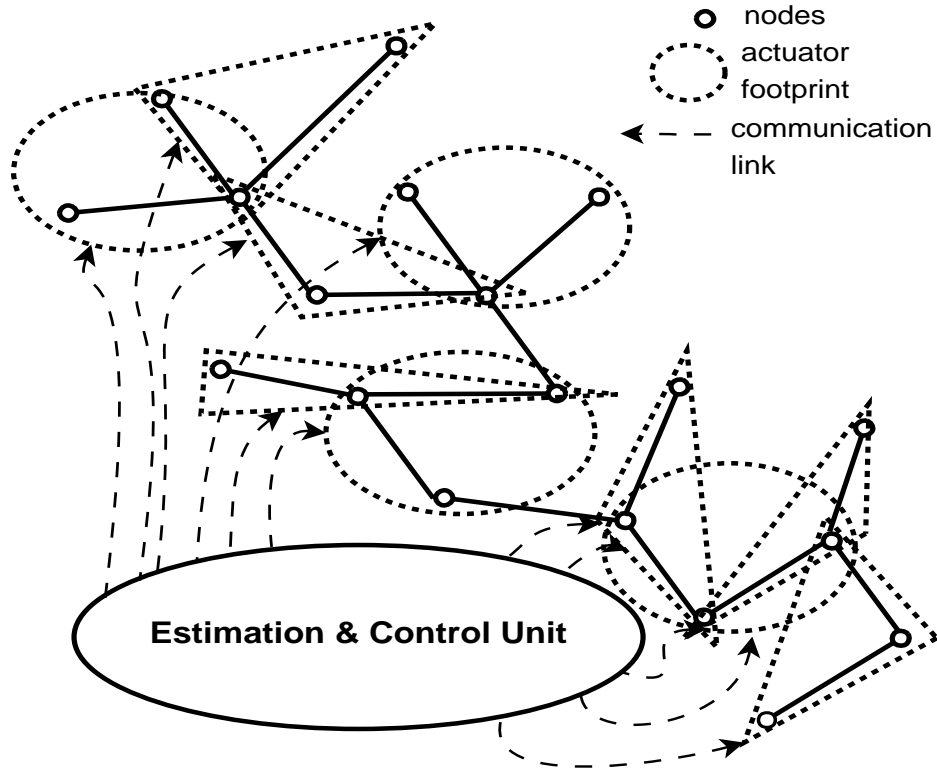 nodes
actuator
footprint
communication
link
Estimation & Control Unit